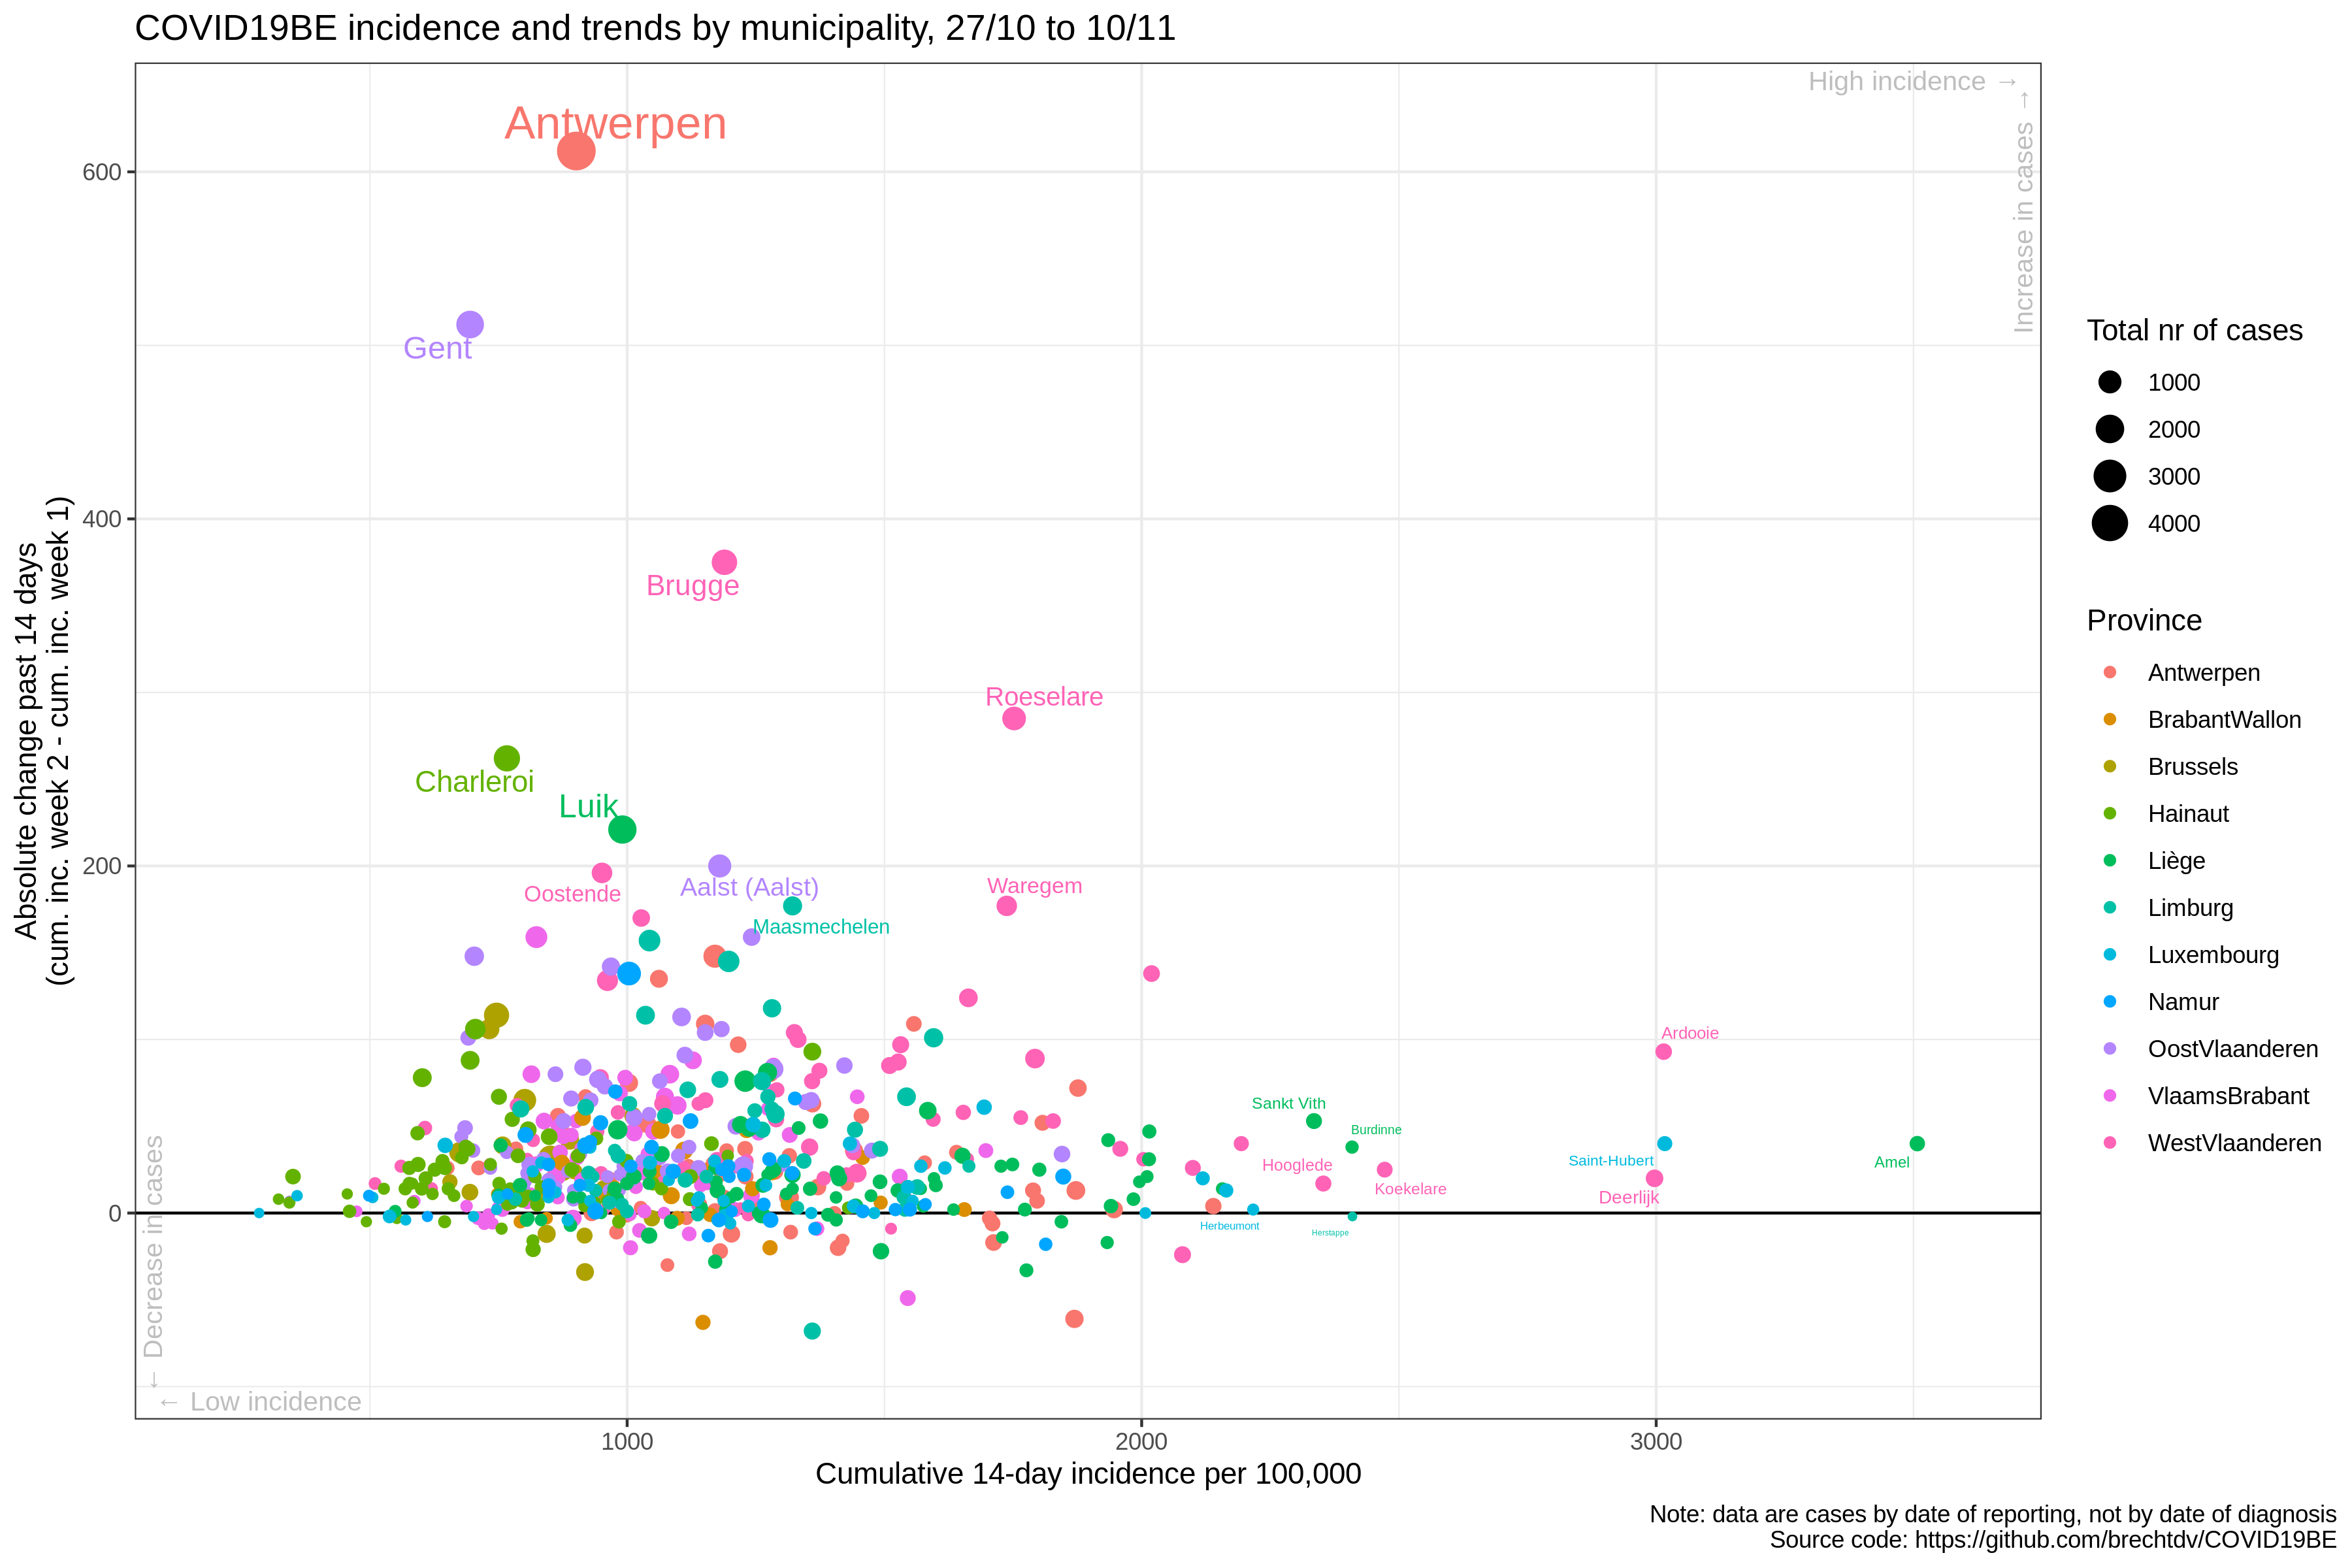 COVID19BE incidence and trends by municipality, 27/10 to 10/11
High incidence →
Increase in cases →
Antwerpen
Gent
Brugge
Roeselare
Charleroi
Luik
Oostende
Aalst (Aalst)
Waregem
Maasmechelen
Ardooie
Sankt Vith
Burdinne
Hooglede
Koekelare
Saint-Hubert
Amel
Deerlijk
Herbeumont
Herstappe
← Decrease in cases
← Low incidence
600
400
200
0
1000
2000
3000
Absolute change past 14 days
(cum. inc. week 2 - cum. inc. week 1)
Cumulative 14-day incidence per 100,000
Total nr of cases
1000
2000
3000
4000
Province
Antwerpen
BrabantWallon
Brussels
Hainaut
Liège
Limburg
Luxembourg
Namur
OostVlaanderen
VlaamsBrabant
WestVlaanderen
Note: data are cases by date of reporting, not by date of diagnosis
Source code: https://github.com/brechtdv/COVID19BE